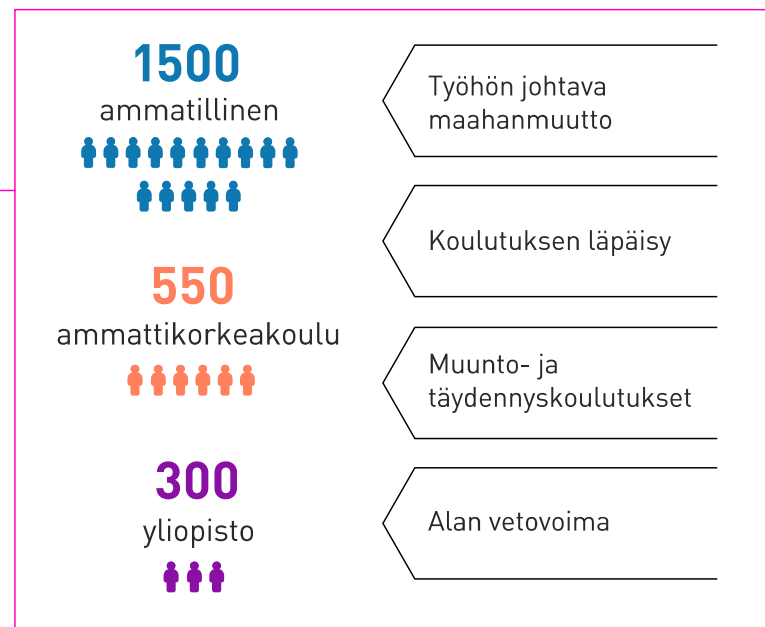 1500
ammatillinen
550
ammattikorkeakoulu
300
yliopisto
Työhön johtava
maahanmuutto
Koulutuksen läpäisy
Muunto- ja
täydennyskoulutukset
Alan vetovoima